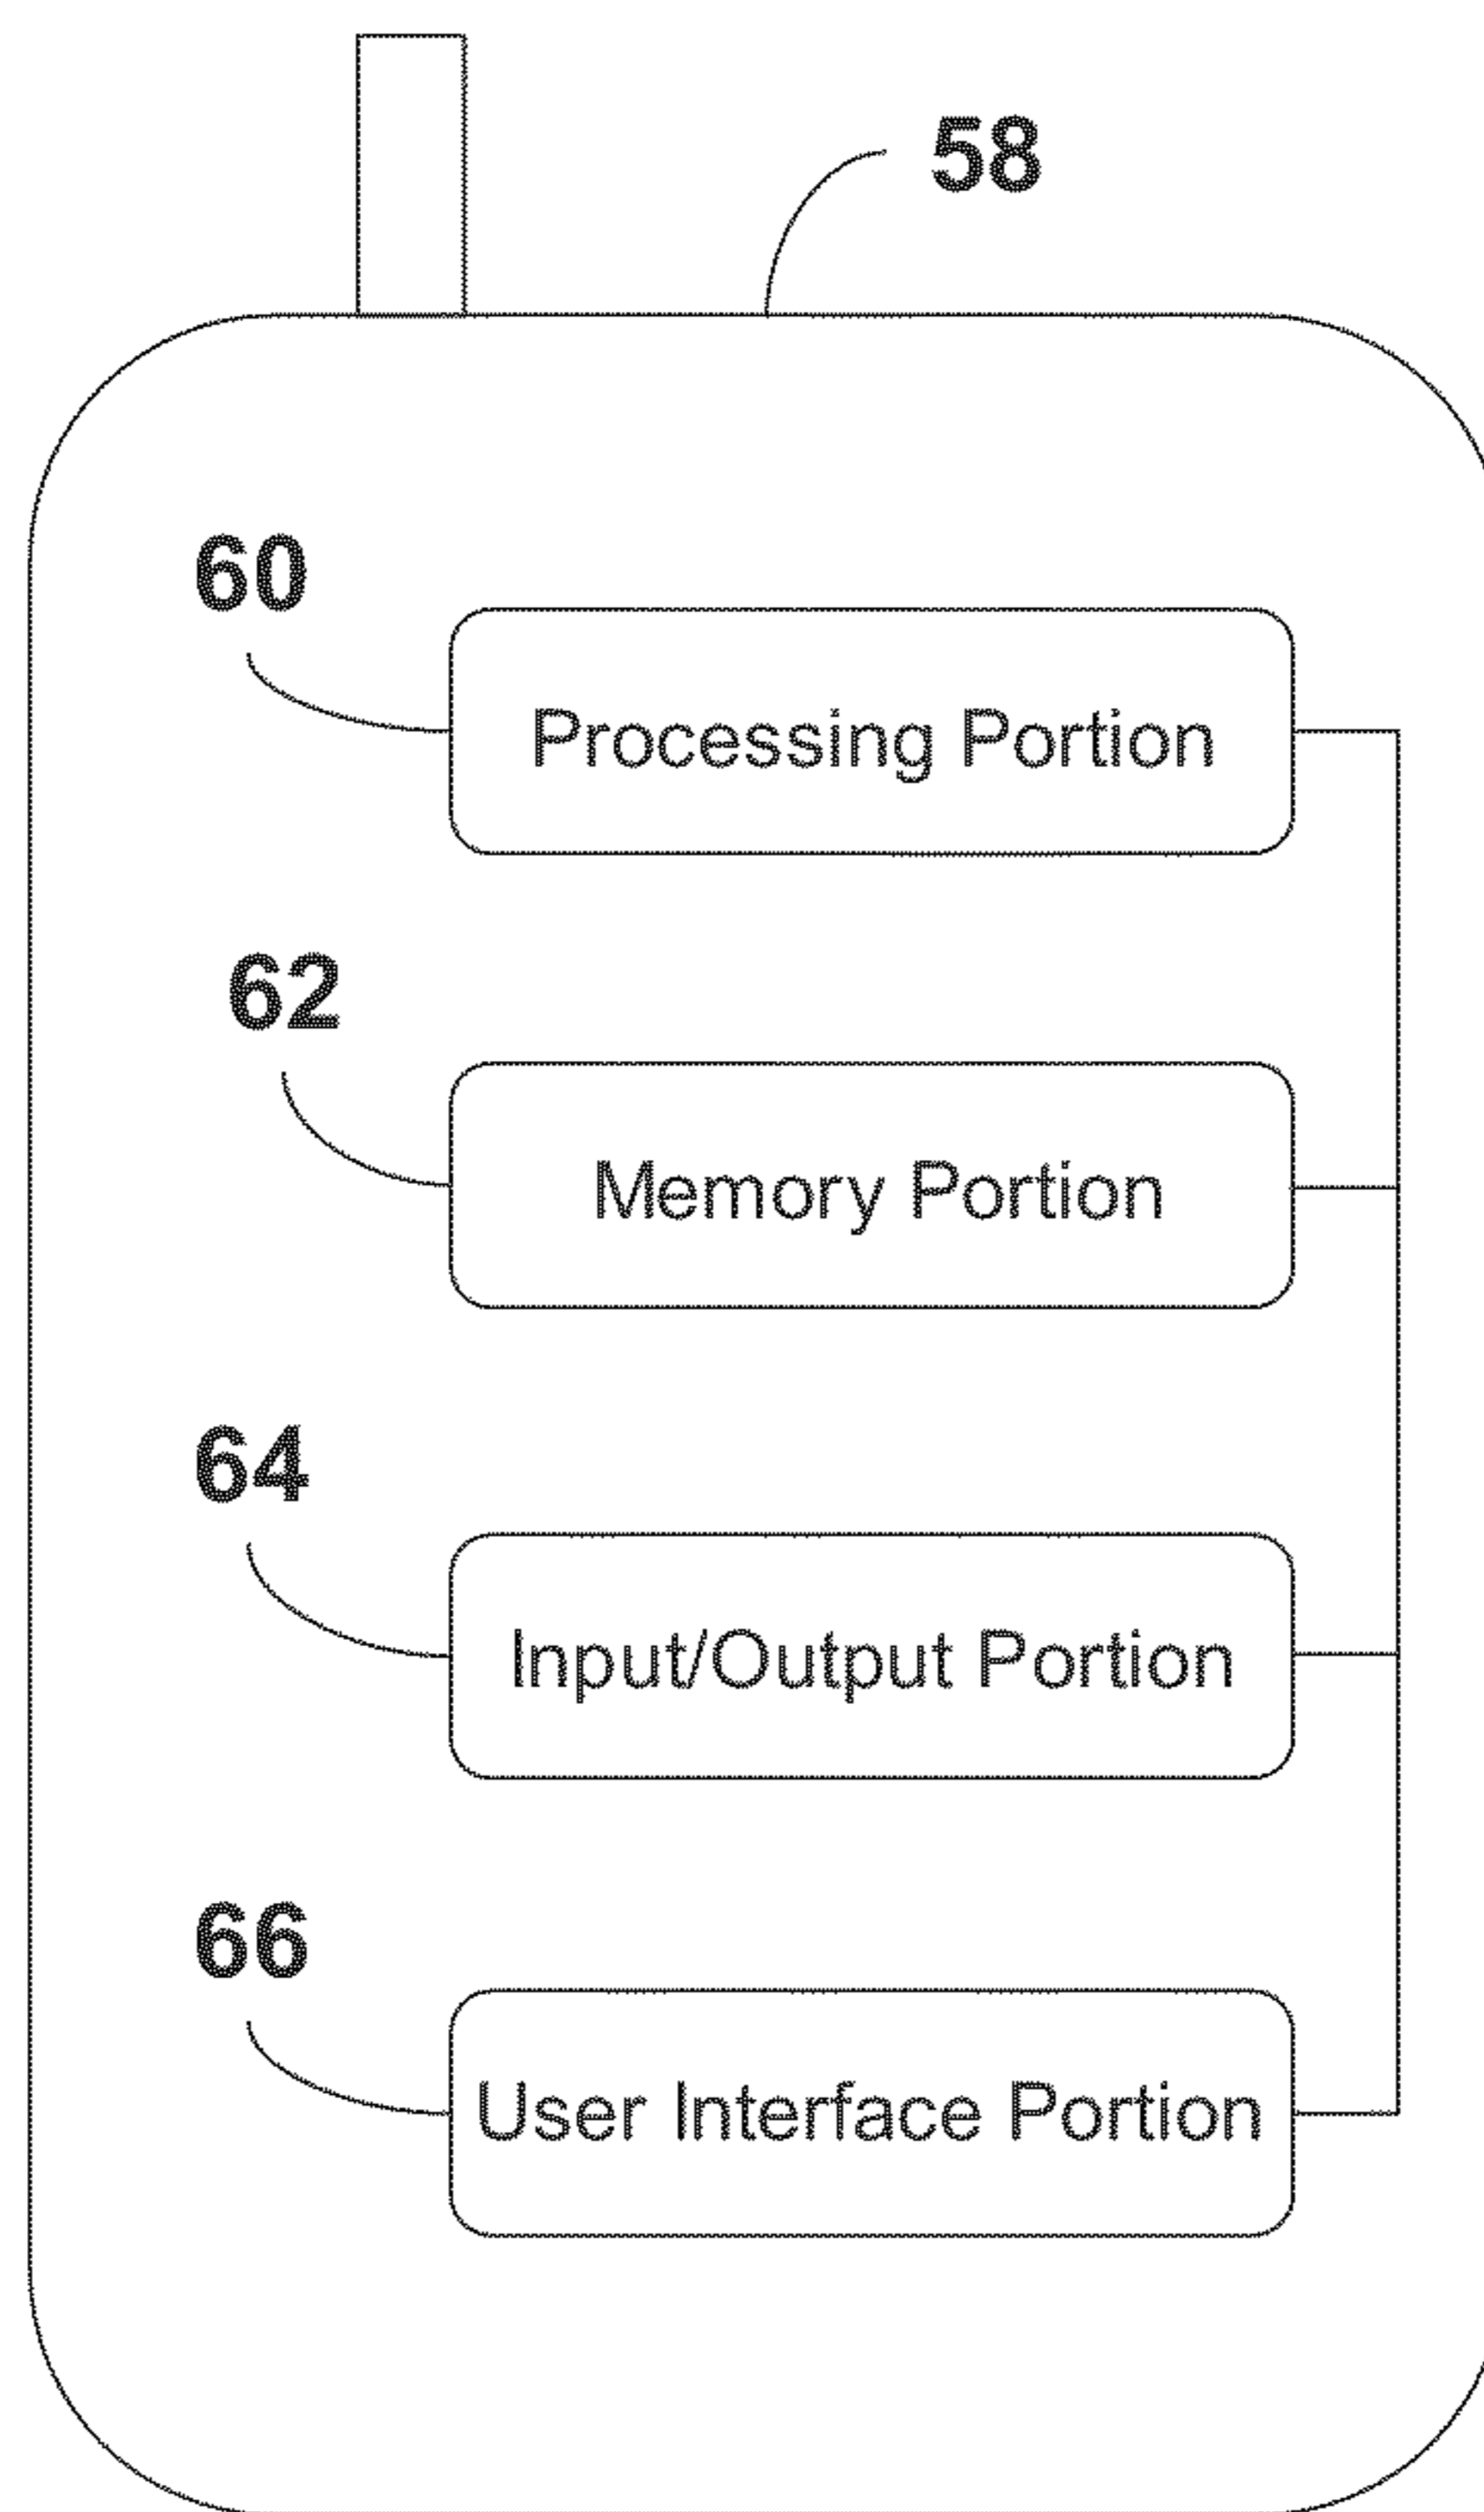 58
60
Processing Portion
62
Memory Portion
64
Input/Output Portion
66
User Interface Portion